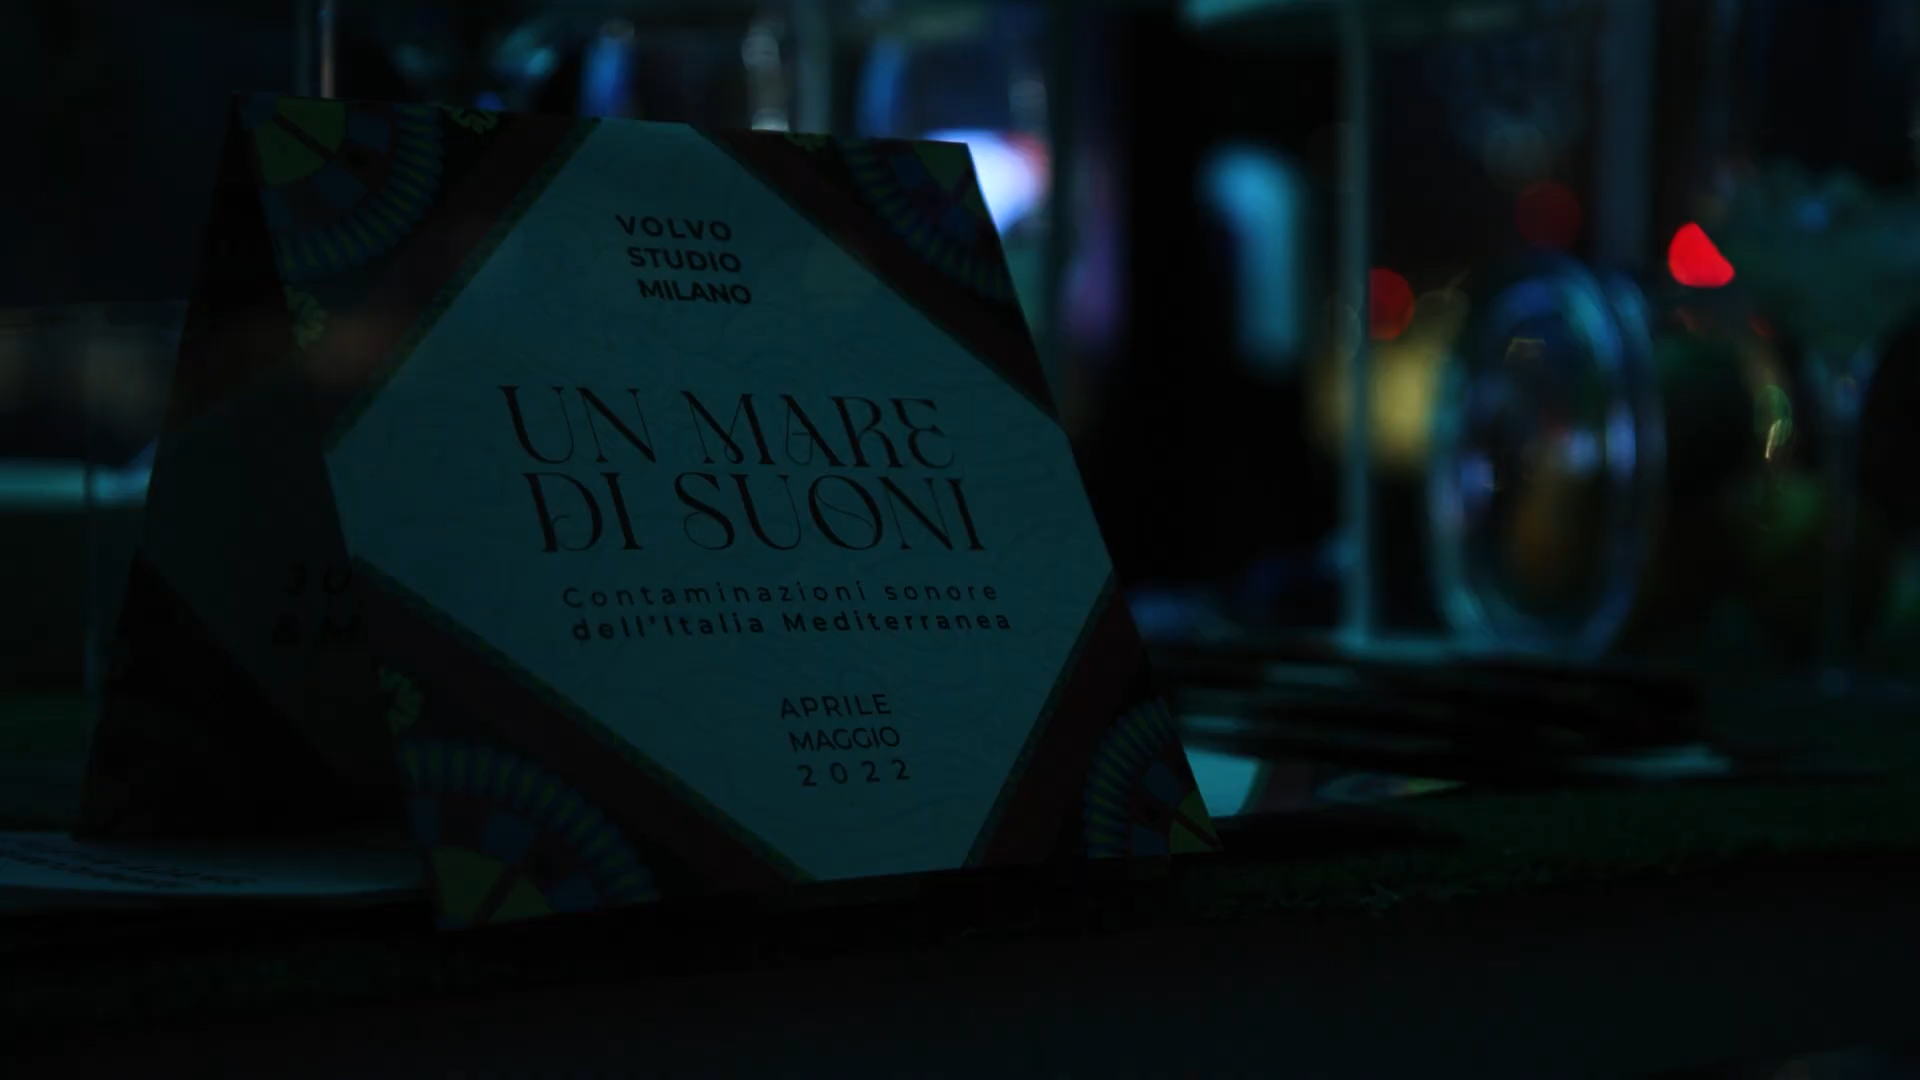 VOLVO
STUDIO
MILANO
UN MARE
DI SUONI
Contaminazioni sonore
dell'Italia Mediterranea
APRILE
MAGGIO
2022